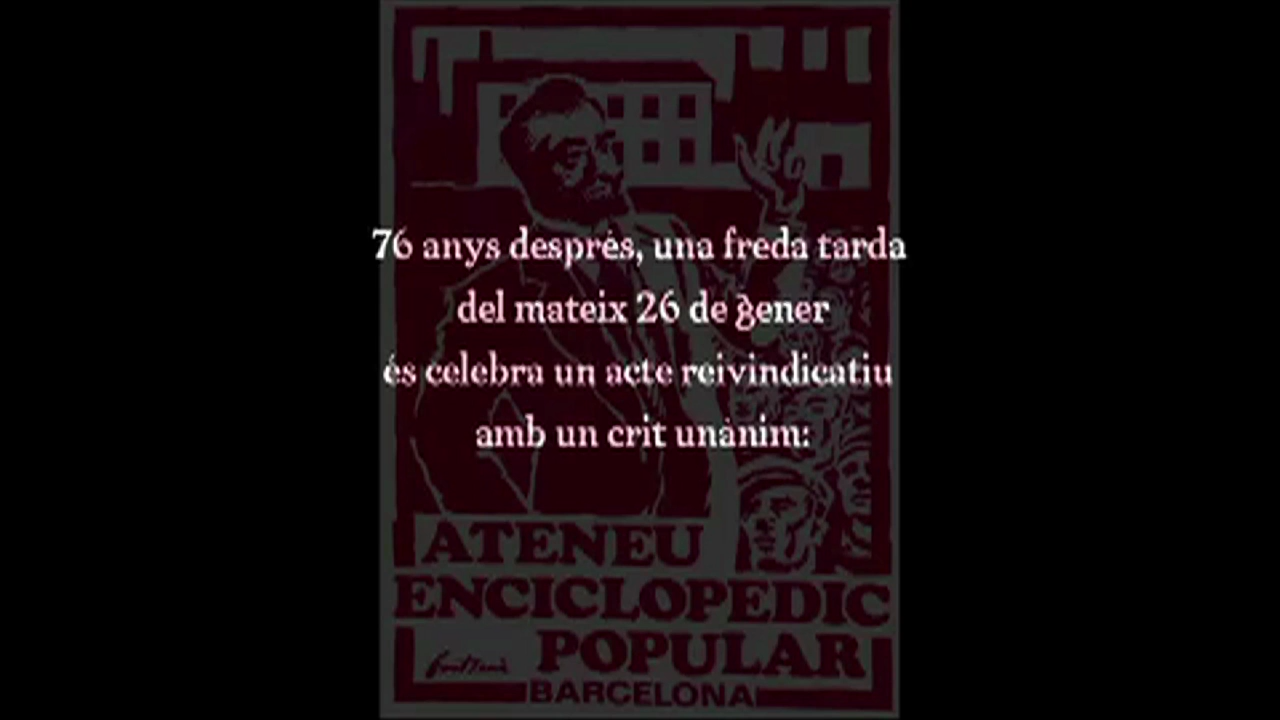 76 anys després, una freda tarda
del mateix 26 de gener
és celebra un acte reivindicatiu
amb un crit unànim:
ATENEU
ENCICLOPEDIC
POPULAR
BARCELONA